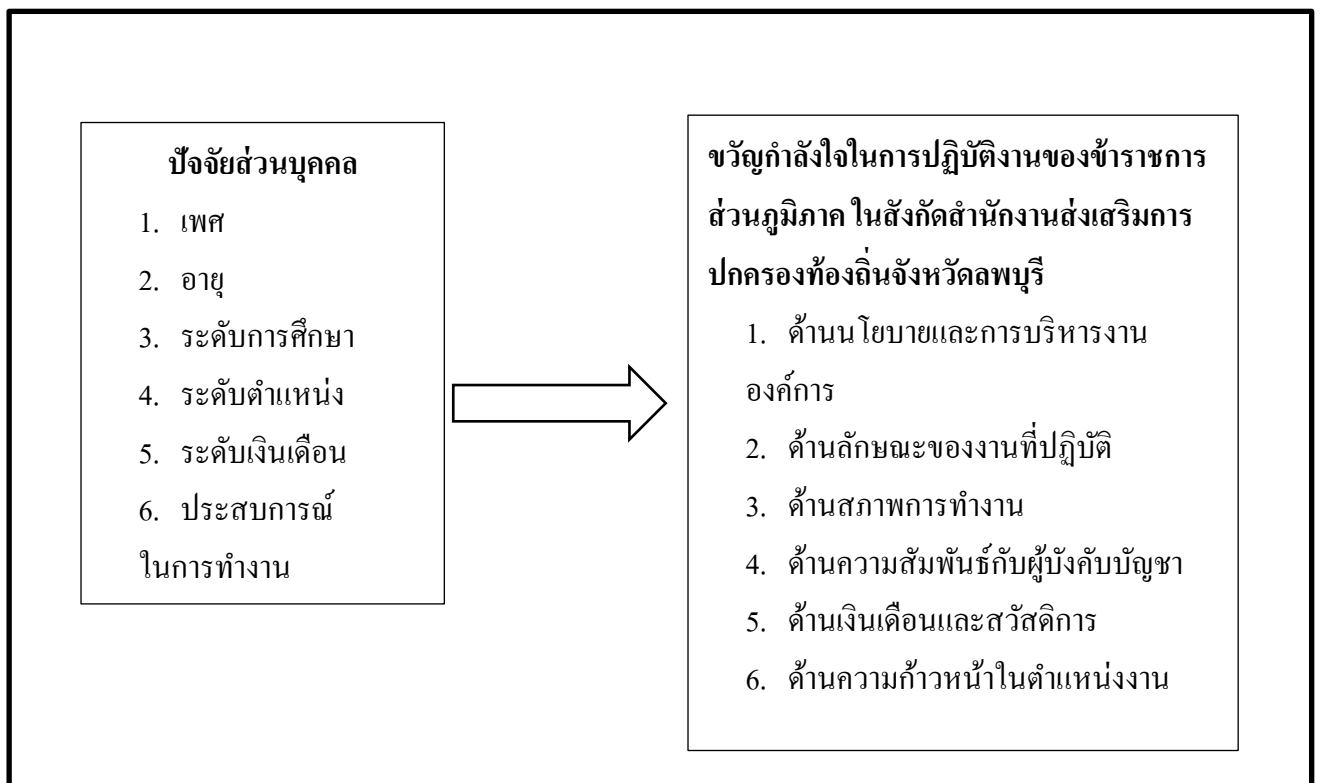 ปัจจัยส่วนบุคคล
1. เพศ
2. อายุ
3. ระดับการศึกษา
4. ระดับตำแหน่ง
5. ระดับเงินเดือน
6. ประสบการณ์
ในการทำงาน
ขวัญกำลังใจในการปฏิบัติงานของข้าราชการ
ส่วนภูมิภาค ในสังกัดสำนักงานส่งเสริมการ
ปกครองท้องถิ่นจังหวัดลพบุรี
1. ด้านนโยบายและการบริหารงาน
องค์การ
2. ด้านลักษณะของงานที่ปฏิบัติ
3. ด้านสภาพการทำงาน
4. ด้านความสัมพันธ์กับผู้บังคับบัญชา
5. ด้านเงินเดือนและสวัสดิการ
6. ด้านความก้าวหน้าในตำแหน่งงาน